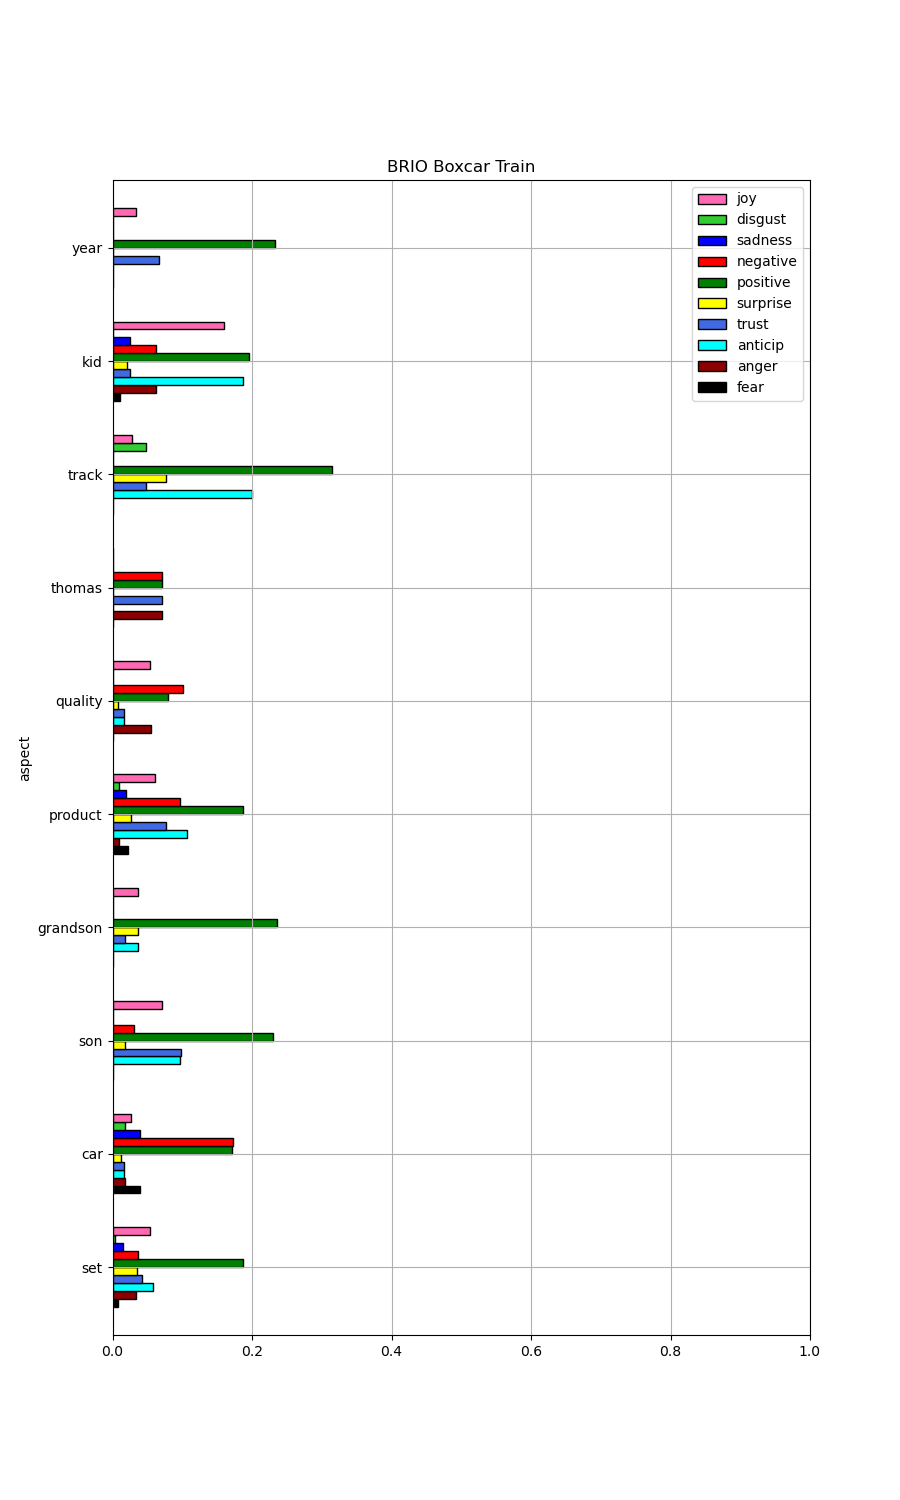 BRIO Boxcar Train
joy
disgust
sadness
negative
positive
surprise
trust
anticip
anger
fear
year
kid
track
thomas
quality
product
grandson
son
car
set
aspect
0.0 0.2 0.4 0.6 0.8 1.0